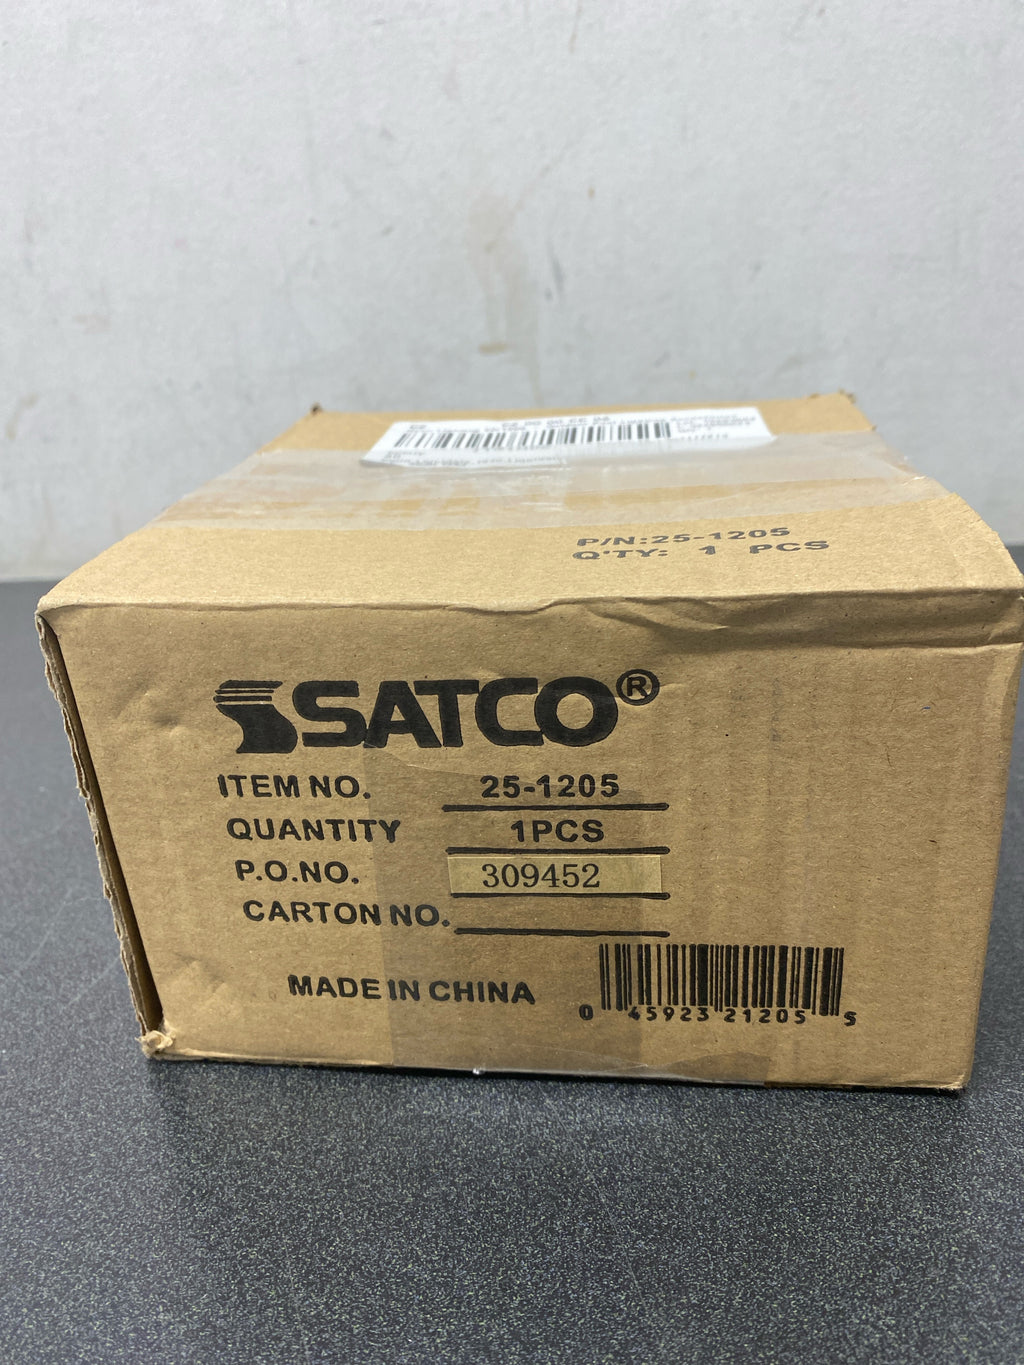 P/N:25-1205
Q'TY: 1 PCS
SATCO®
ITEM NO. 25-1205
QUANTITY 1PCS
P.O.NO. 309452
CARTON NO.
MADE IN CHINA
0 45923 21205 5